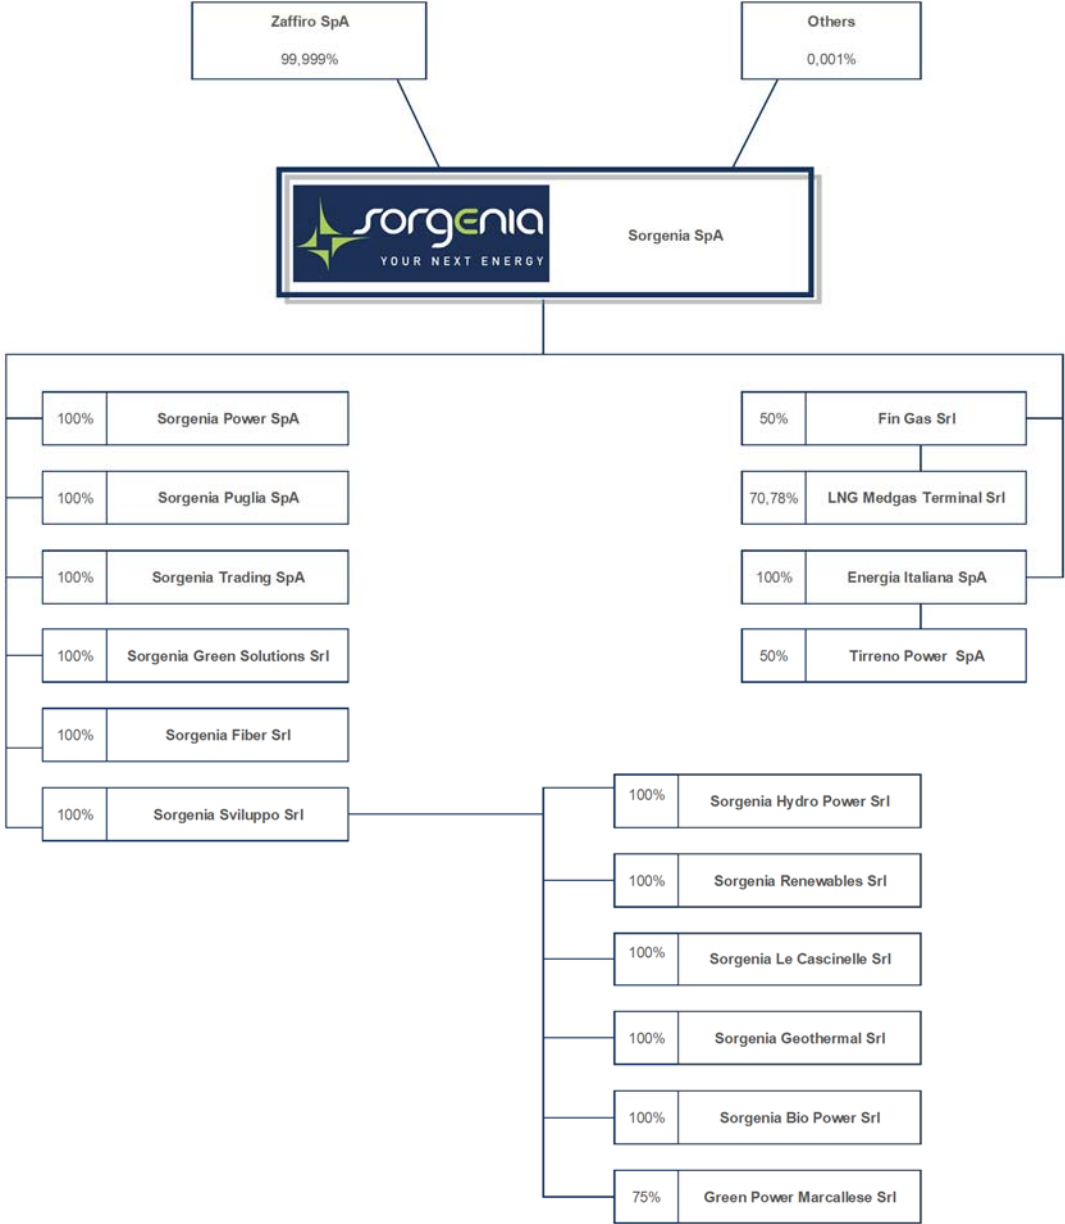 Zaffiro SpA
99,999%
Others
0,001%
sorgenia
YOUR NEXT ENERGY
Sorgenia SpA
100% Sorgenia Power SpA
100% Sorgenia Puglia SpA
100% Sorgenia Trading SpA
100% Sorgenia Green Solutions Srl
100% Sorgenia Fiber Srl
100% Sorgenia Sviluppo Srl
50% Fin Gas Srl
70,78% LNG Medgas Terminal Srl
100% Energia Italiana SpA
50% Tirreno Power SpA
100% Sorgenia Hydro Power Srl
100% Sorgenia Renewables Srl
100% Sorgenia Le Cascinelle Srl
100% Sorgenia Geothermal Srl
100% Sorgenia Bio Power Srl
75% Green Power Marcallese Srl